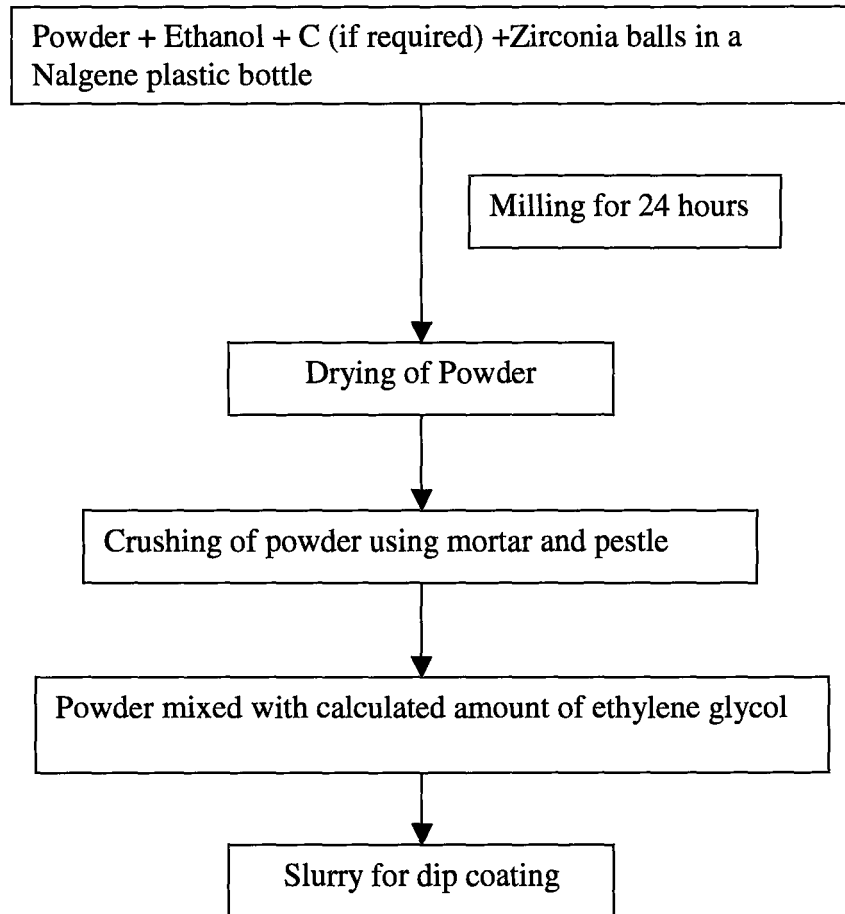 Powder + Ethanol + C (if required) +Zirconia balls in a
Nalgene plastic bottle
Milling for 24 hours
Drying of Powder
Crushing of powder using mortar and pestle
Powder mixed with calculated amount of ethylene glycol
Slurry for dip coating